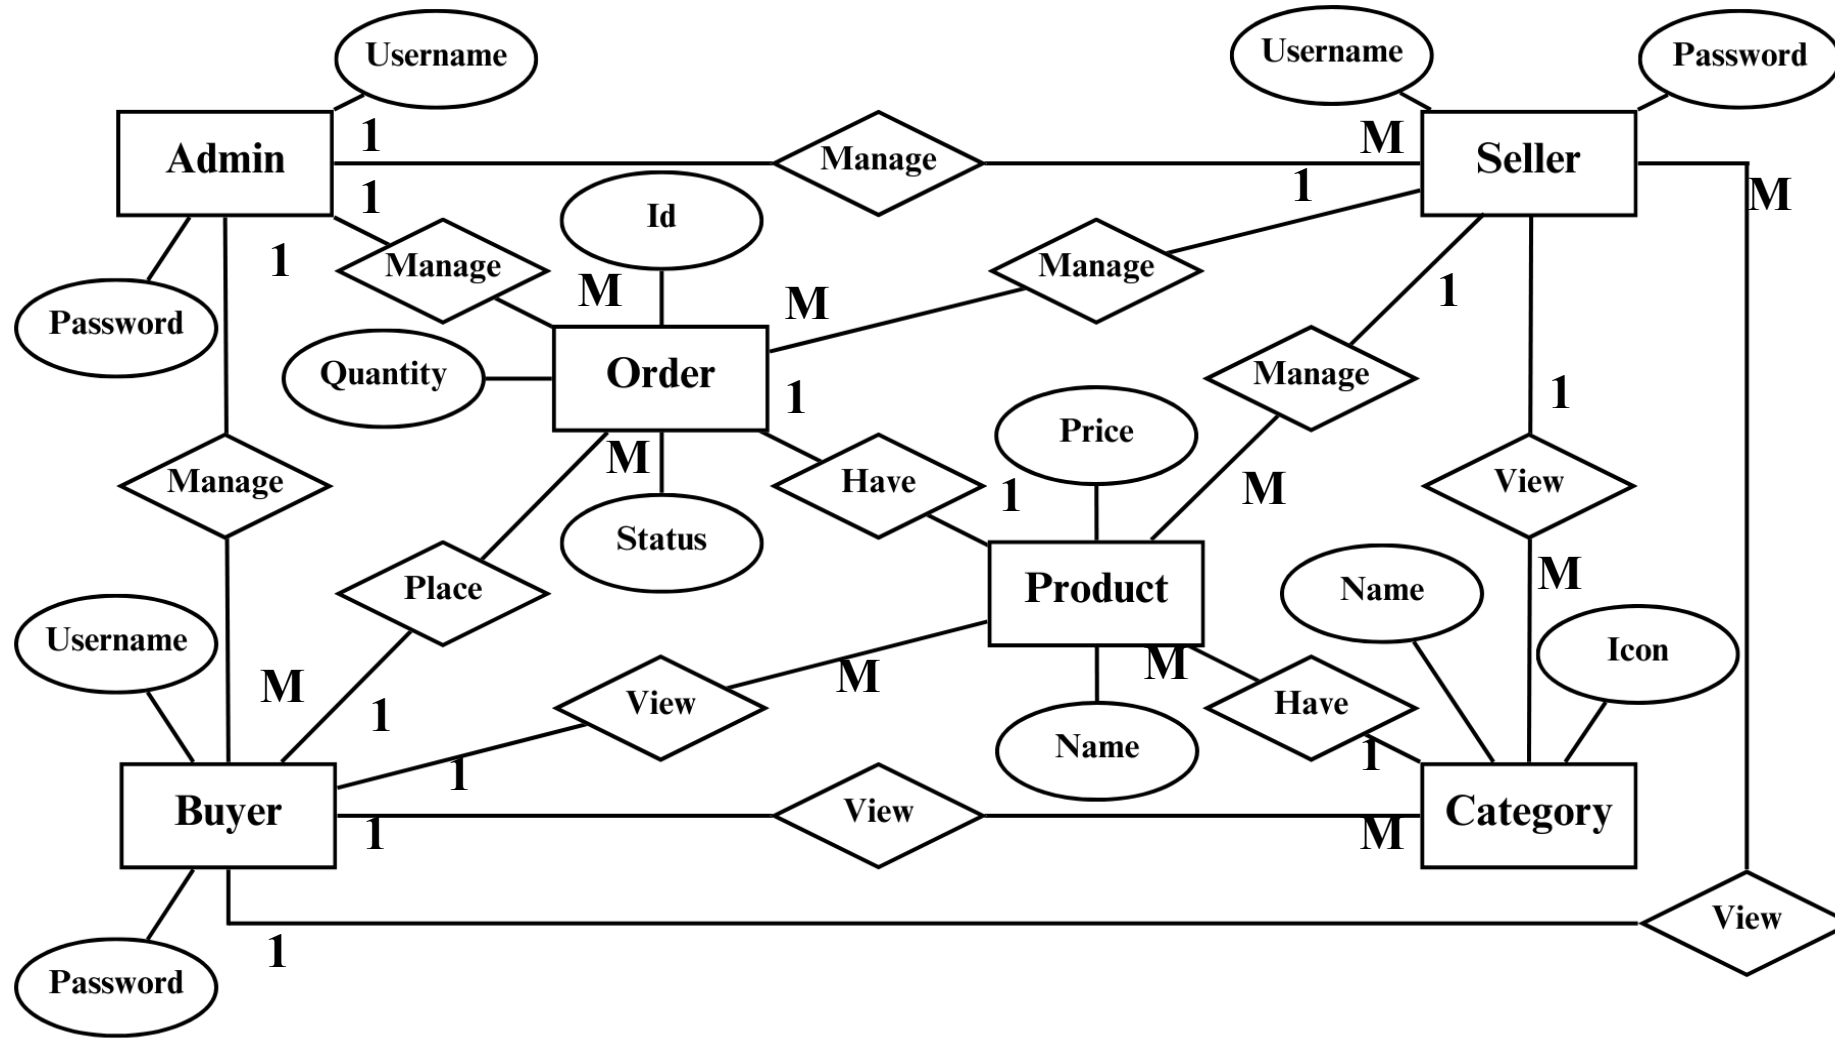 Username
Username
Password
1
M
Admin
Manage
Seller
1
1
M
Id
1
Manage
Manage
1
M
M
Password
Quantity
Order
1
Manage
1
Price
M
Have
1
M
Manage
View
Status
M
Place
Product
Name
Username
Icon
M
M
M
View
Have
1
Name
1
1
Buyer
View
Category
1
M
View
1
Password